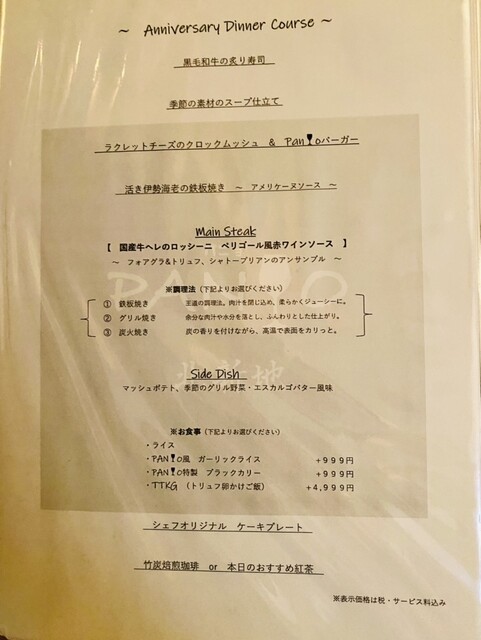 ～ Anniversary Dinner Course ～
黒毛和牛の炙り寿司
季節の素材のスープ仕立て
ラクレットチーズのクロックムッシュ & Pan!oバーガー
活き伊勢海老の鉄板焼き ～ アメリケーヌソース ～
Main Steak
【 国産牛ヘレのロッシーニ ペリゴール風赤ワインソース 】
～ フォアグラ&トリュフ、シャトーブリアンのアンサンブル ～
※調理法（下記よりお選びください）
① 鉄板焼き 王道の調理法。肉汁を閉じ込め、柔らかくジューシーに。
② グリル焼き 余分な肉汁や水分を落とし、ふんわりとした仕上がり。
③ 炭火焼き 炭の香りを付けながら、高温で表面をカリっと。
Side Dish
マッシュポテト、季節のグリル野菜・エスカルゴバター風味
※お食事（下記よりお選びください）
・ライス
・PAN!O風 ガーリックライス +999円
・PAN!O特製 ブラックカリー +999円
・TTKG （トリュフ卵かけご飯） +4,999円
シェフオリジナル ケーキプレート
竹炭焙煎珈琲 or 本日のおすすめ紅茶
※表示価格は税・サービス料込み